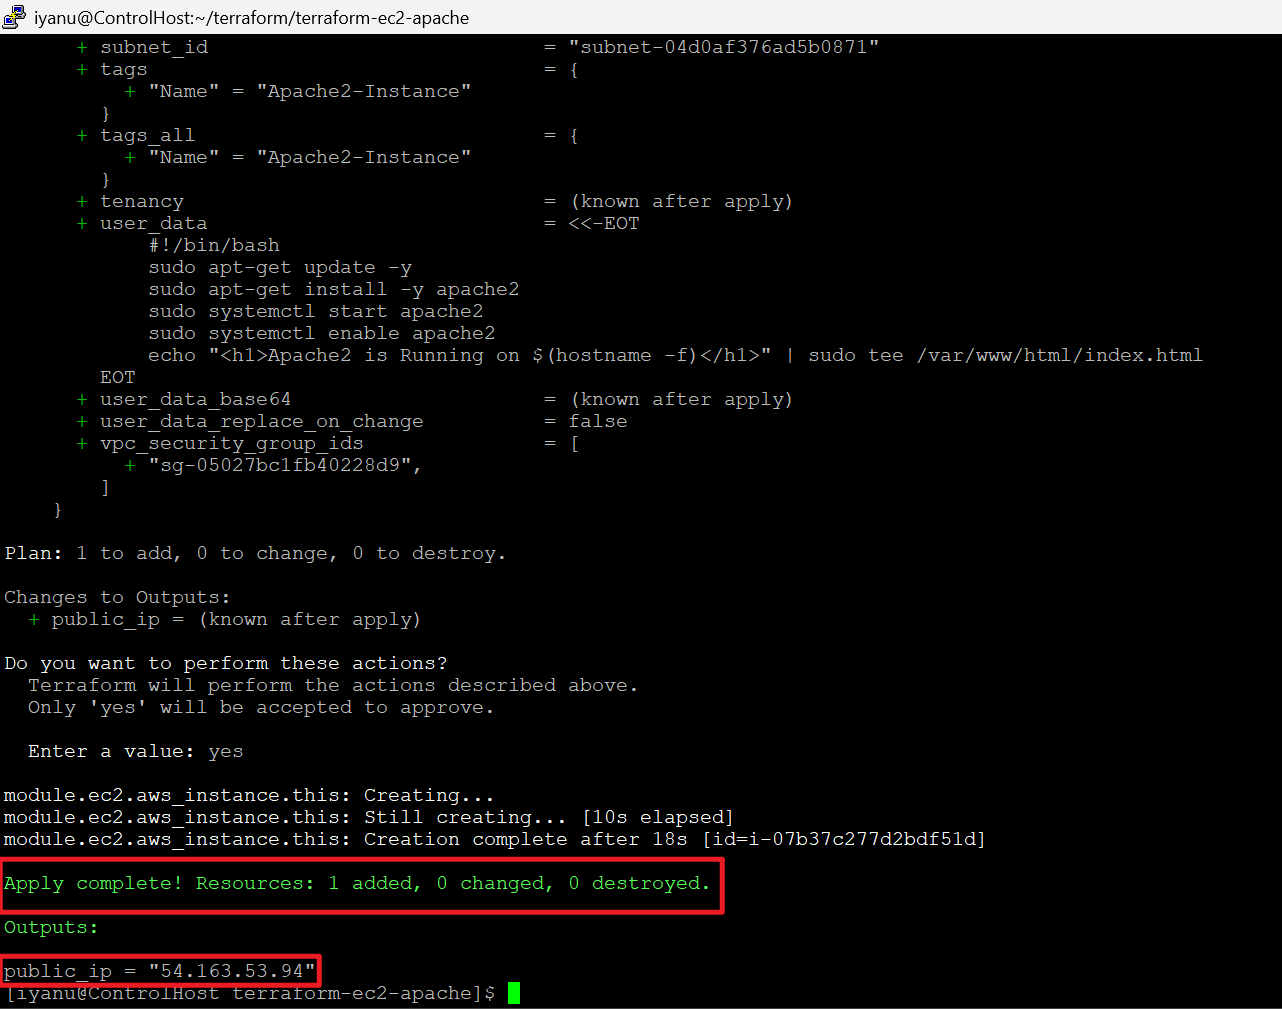 iyanu@ControlHost:~/terraform/terraform-ec2-apache
+ subnet_id = "subnet-04d0af376ad5b0871"
+ tags = {
+ "Name" = "Apache2-Instance"
}
+ tags_all = {
+ "Name" = "Apache2-Instance"
}
+ tenancy = (known after apply)
+ user_data = <<-EOT
#!/bin/bash
sudo apt-get update -y
sudo apt-get install -y apache2
sudo systemctl start apache2
sudo systemctl enable apache2
echo "<h1>Apache2 is Running on $(hostname -f)</h1>" | sudo tee /var/www/html/index.html
EOT
+ user_data_base64 = (known after apply)
+ user_data_replace_on_change = false
+ vpc_security_group_ids = [
+ "sg-05027bc1fb40228d9",
]
}
Plan: 1 to add, 0 to change, 0 to destroy.
Changes to Outputs:
+ public_ip = (known after apply)
Do you want to perform these actions?
Terraform will perform the actions described above.
Only 'yes' will be accepted to approve.
Enter a value: yes
module.ec2.aws_instance.this: Creating...
module.ec2.aws_instance.this: Still creating... [10s elapsed]
module.ec2.aws_instance.this: Creation complete after 18s [id=i-07b37c277d2bdf51d]
Apply complete! Resources: 1 added, 0 changed, 0 destroyed.
Outputs:
public_ip = "54.163.53.94"
[iyanu@ControlHost terraform-ec2-apache]$